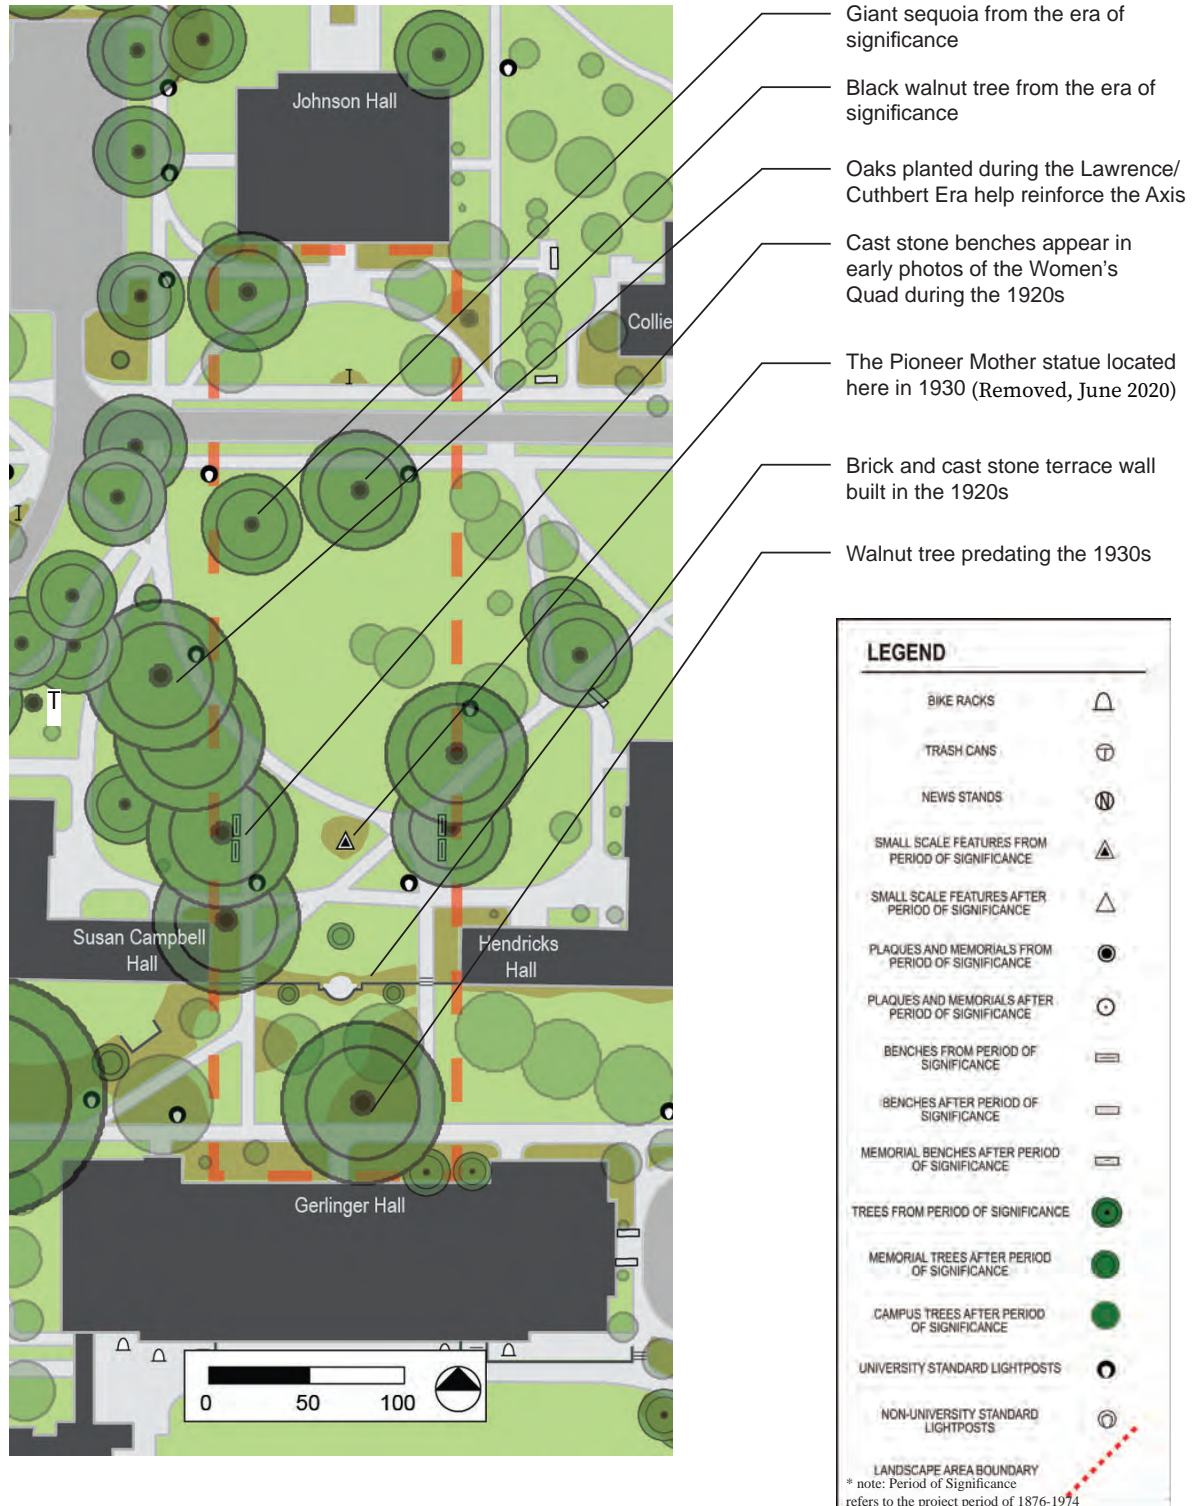 Giant sequoia from the era of
significance
Black walnut tree from the era of
significance
Oaks planted during the Lawrence/
Cuthbert Era help reinforce the Axis
Cast stone benches appear in
early photos of the Women's
Quad during the 1920s
The Pioneer Mother statue located
here in 1930 (Removed, June 2020)
Brick and cast stone terrace wall
built in the 1920s
Walnut tree predating the 1930s
Johnson Hall
Collie
I
I
T
Susan Campbell
Hall
Hendricks
Hall
Gerlinger Hall
0 50 100
LEGEND
BIKE RACKS
TRASH CANS
T
NEWS STANDS
N
SMALL SCALE FEATURES FROM
PERIOD OF SIGNIFICANCE
SMALL SCALE FEATURES AFTER
PERIOD OF SIGNIFICANCE
PLAQUES AND MEMORIALS FROM
PERIOD OF SIGNIFICANCE
PLAQUES AND MEMORIALS AFTER
PERIOD OF SIGNIFICANCE
BENCHES FROM PERIOD OF
SIGNIFICANCE
BENCHES AFTER PERIOD OF
SIGNIFICANCE
MEMORIAL BENCHES AFTER PERIOD
OF SIGNIFICANCE
TREES FROM PERIOD OF SIGNIFICANCE
MEMORIAL TREES AFTER PERIOD
OF SIGNIFICANCE
CAMPUS TREES AFTER PERIOD
OF SIGNIFICANCE
UNIVERSITY STANDARD LIGHTPOSTS
NON-UNIVERSITY STANDARD
LIGHTPOSTS
LANDSCAPE AREA BOUNDARY
* note: Period of Significance
refers to the project period of 1876-1974